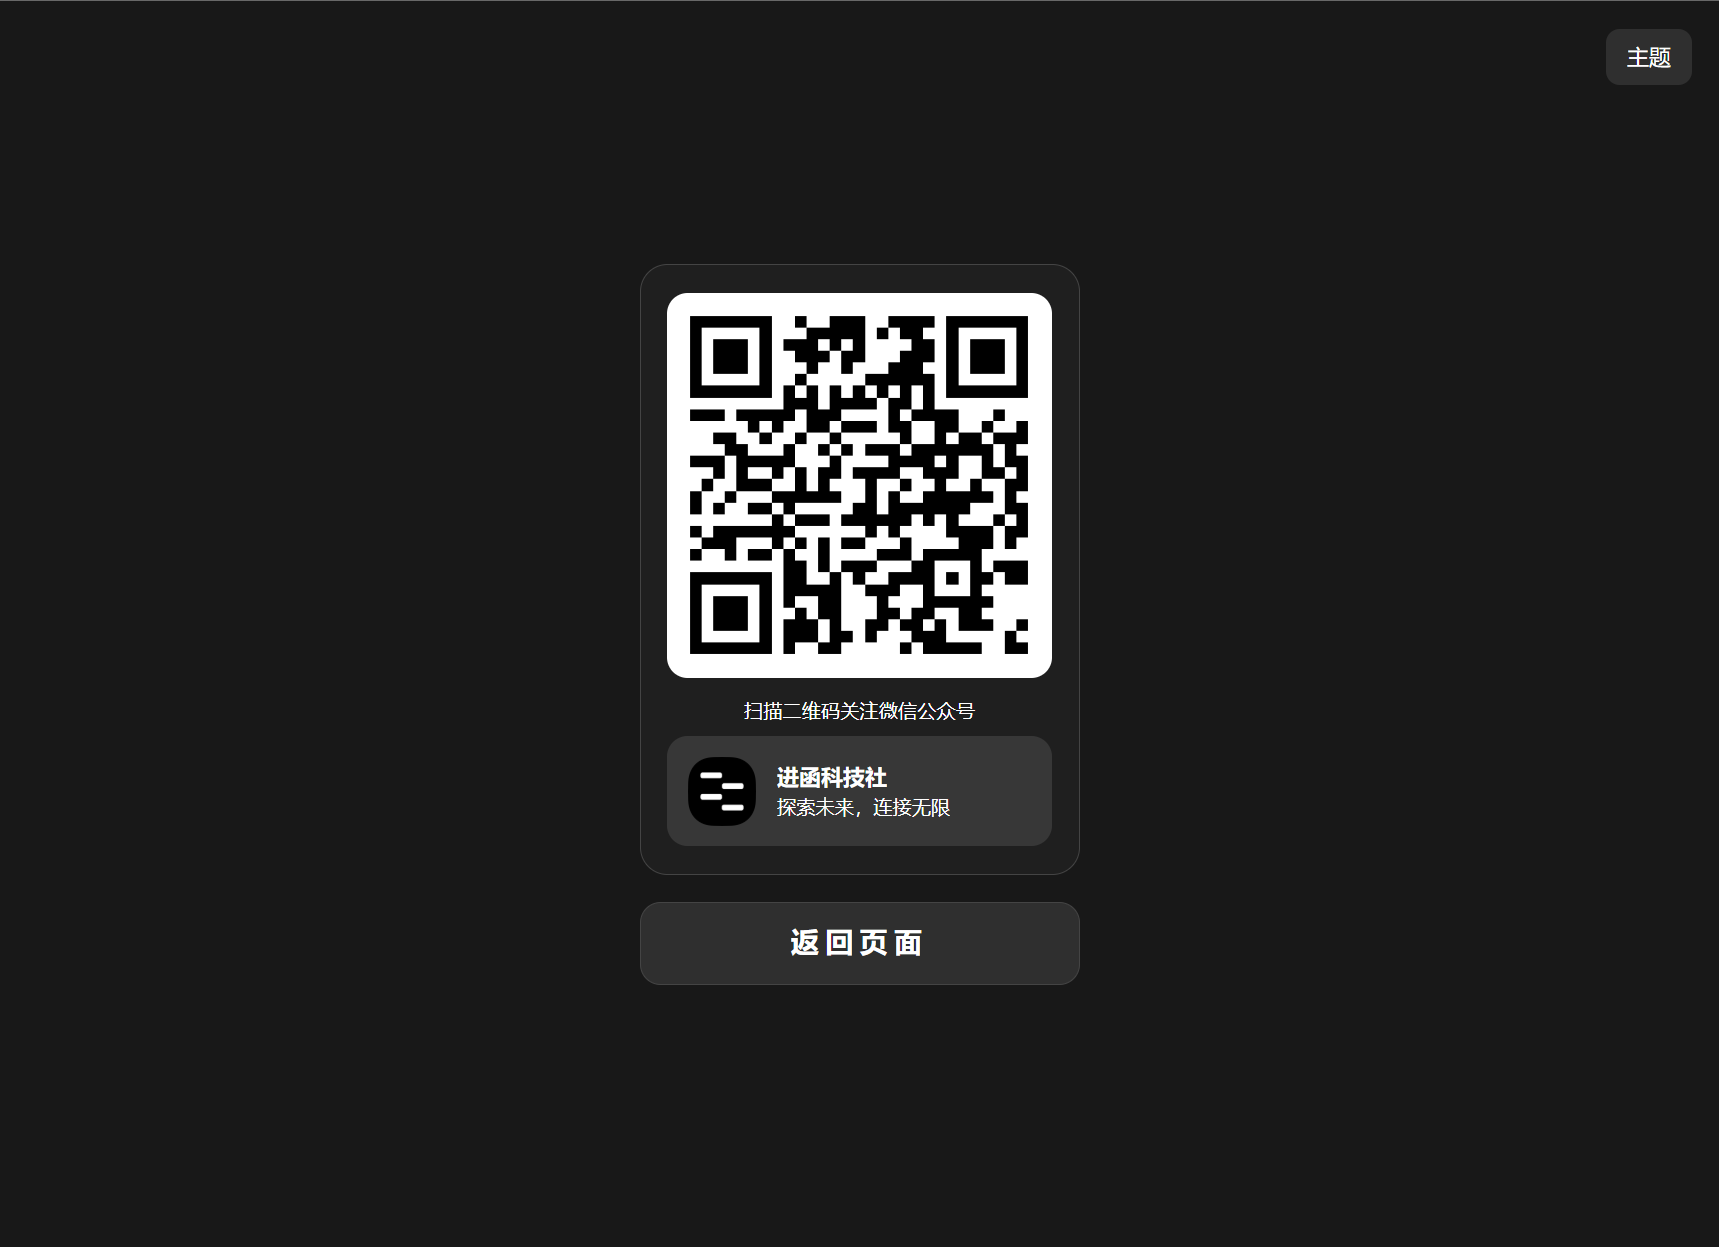 主题
扫描二维码关注微信公众号
进函科技社
探索未来，连接无限
返回页面